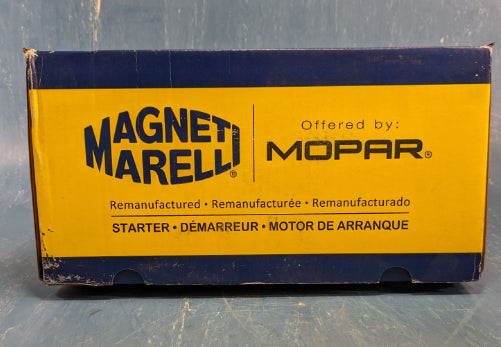 MAGNETI
MARELLI®
Offered by:
MOPAR®
Remanufactured • Remanufacturée • Remanufacturado
STARTER • DÉMARREUR • MOTOR DE ARRANQUE